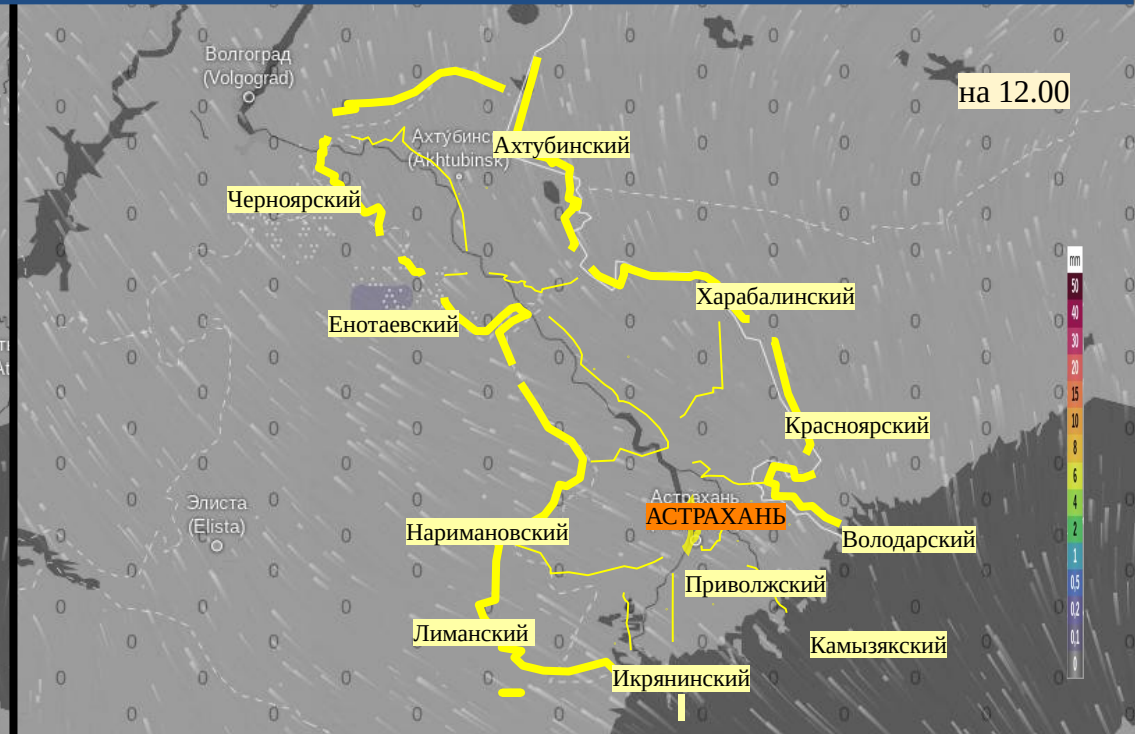 Волгоград
(Volgograd)
на 12.00
Ахтубинс
Ахтубинский
(Akhtubinsk)
Черноярский
mm
50
40
30
20
15
10
8
6
4
2
1
0,5
0,2
0,1
0
Харабалинский
Енотаевский
Красноярский
Элиста
(Elista)
Астрахань
АСТРАХАНЬ
Наримановский
Володарский
Приволжский
Лиманский
Камызякский
Икрянинский